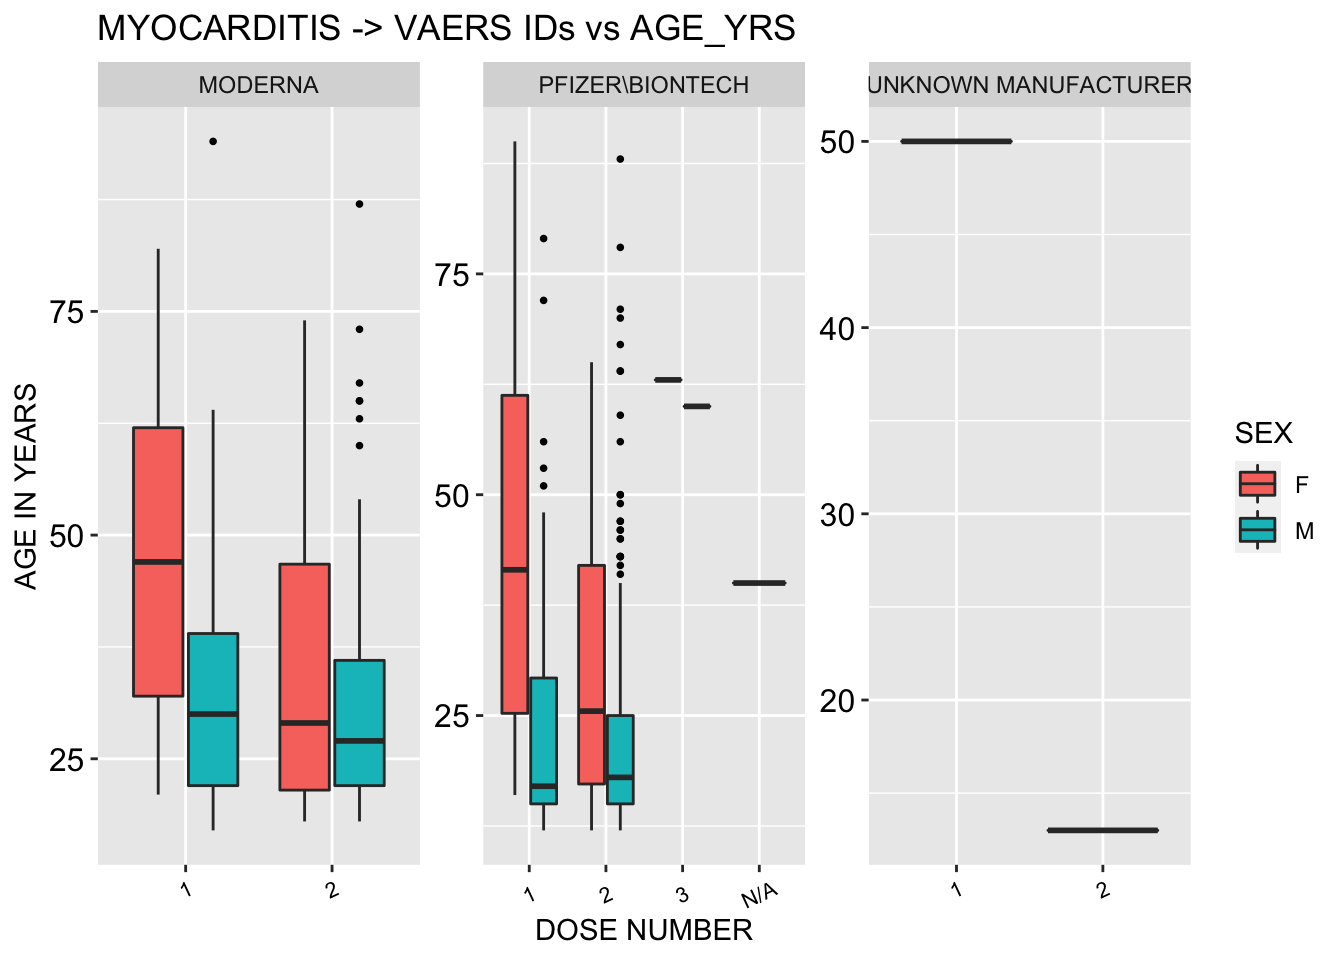 MYOCARDITIS -> VAERS IDs vs AGE_YRS
MODERNA
PFIZER\BIONTECH
UNKNOWN MANUFACTURER
AGE IN YEARS
75
50
25
75
50
25
50
40
30
20
1
2
1
2
3
N/A
1
2
DOSE NUMBER
SEX
F
M